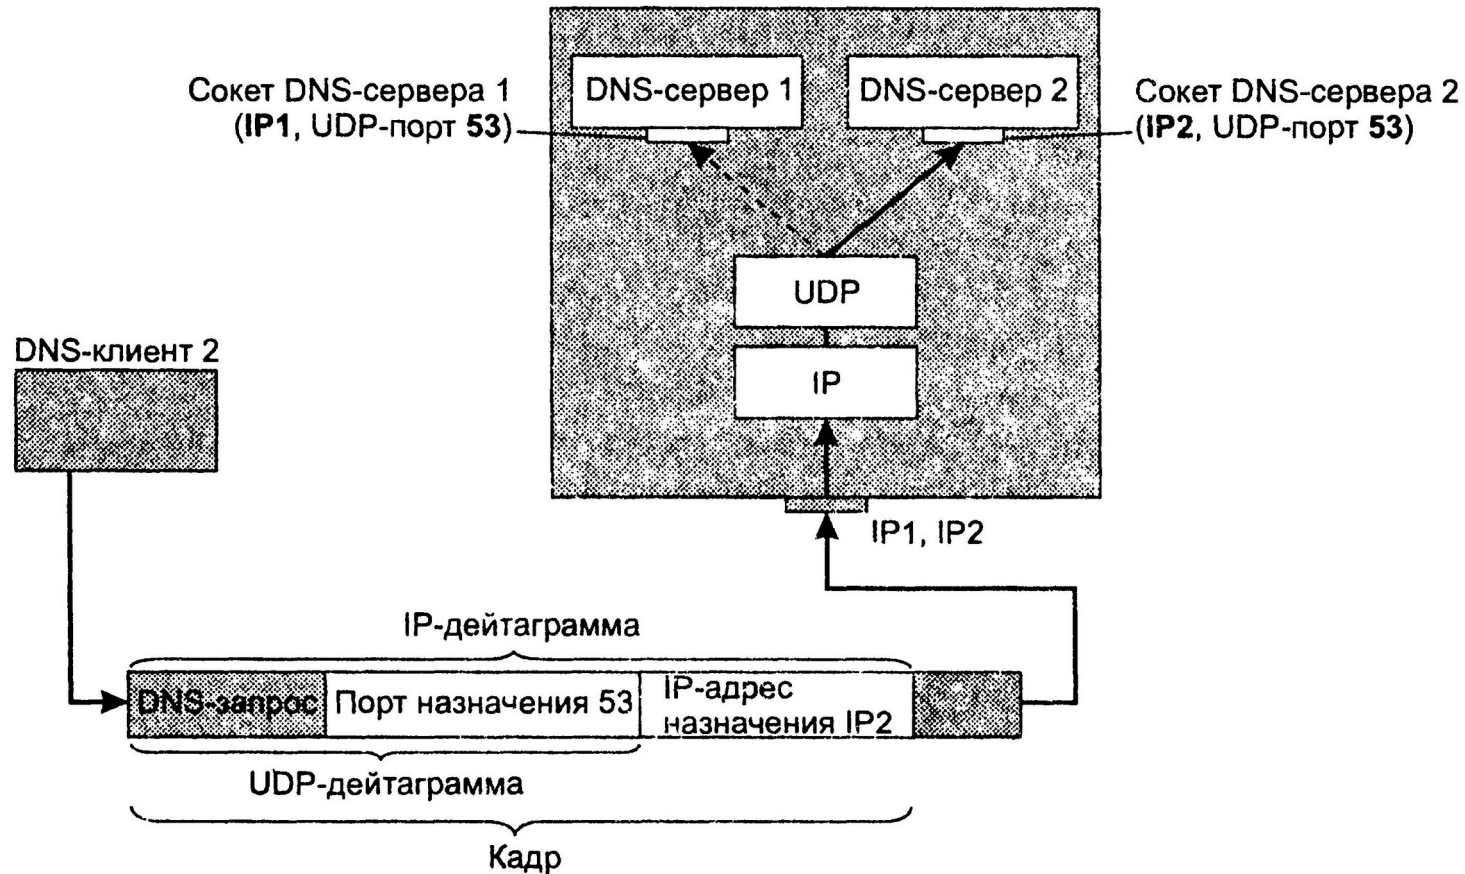 DNS-сервер 1
DNS-сервер 2
Сокет DNS-сервера 1
(IP1, UDP-порт 53)
Сокет DNS-сервера 2
(IP2, UDP-порт 53)
UDP
DNS-клиент 2
IP
IP1, IP2
IP-дейтаграмма
DNS-запрос
Порт назначения 53
IP-адрес
назначения IP2
UDP-дейтаграмма
Кадр